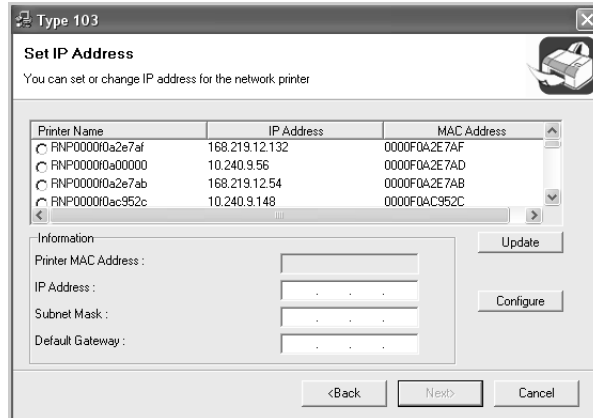 Type 103
Set IP Address
You can set or change IP address for the network printer
Printer Name IP Address MAC Address
RNP0000f0a2e7af 168.219.12.132 0000F0A2E7AF
RNP0000f0a00000 10.240.9.56 0000F0A2E7AD
RNP0000f0a2e7ab 168.219.12.54 0000F0A2E7AB
RNP0000f0ac952c 10.240.9.148 0000F0AC952C
Information
Update
Printer MAC Address :
IP Address :
Configure
Subnet Mask :
Default Gateway :
<Back Next> Cancel